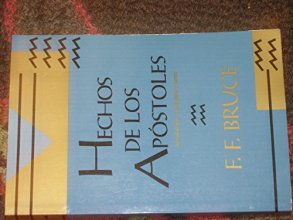 HECHOS
DE LOS
APÓSTOLES
F. F. BRUCE